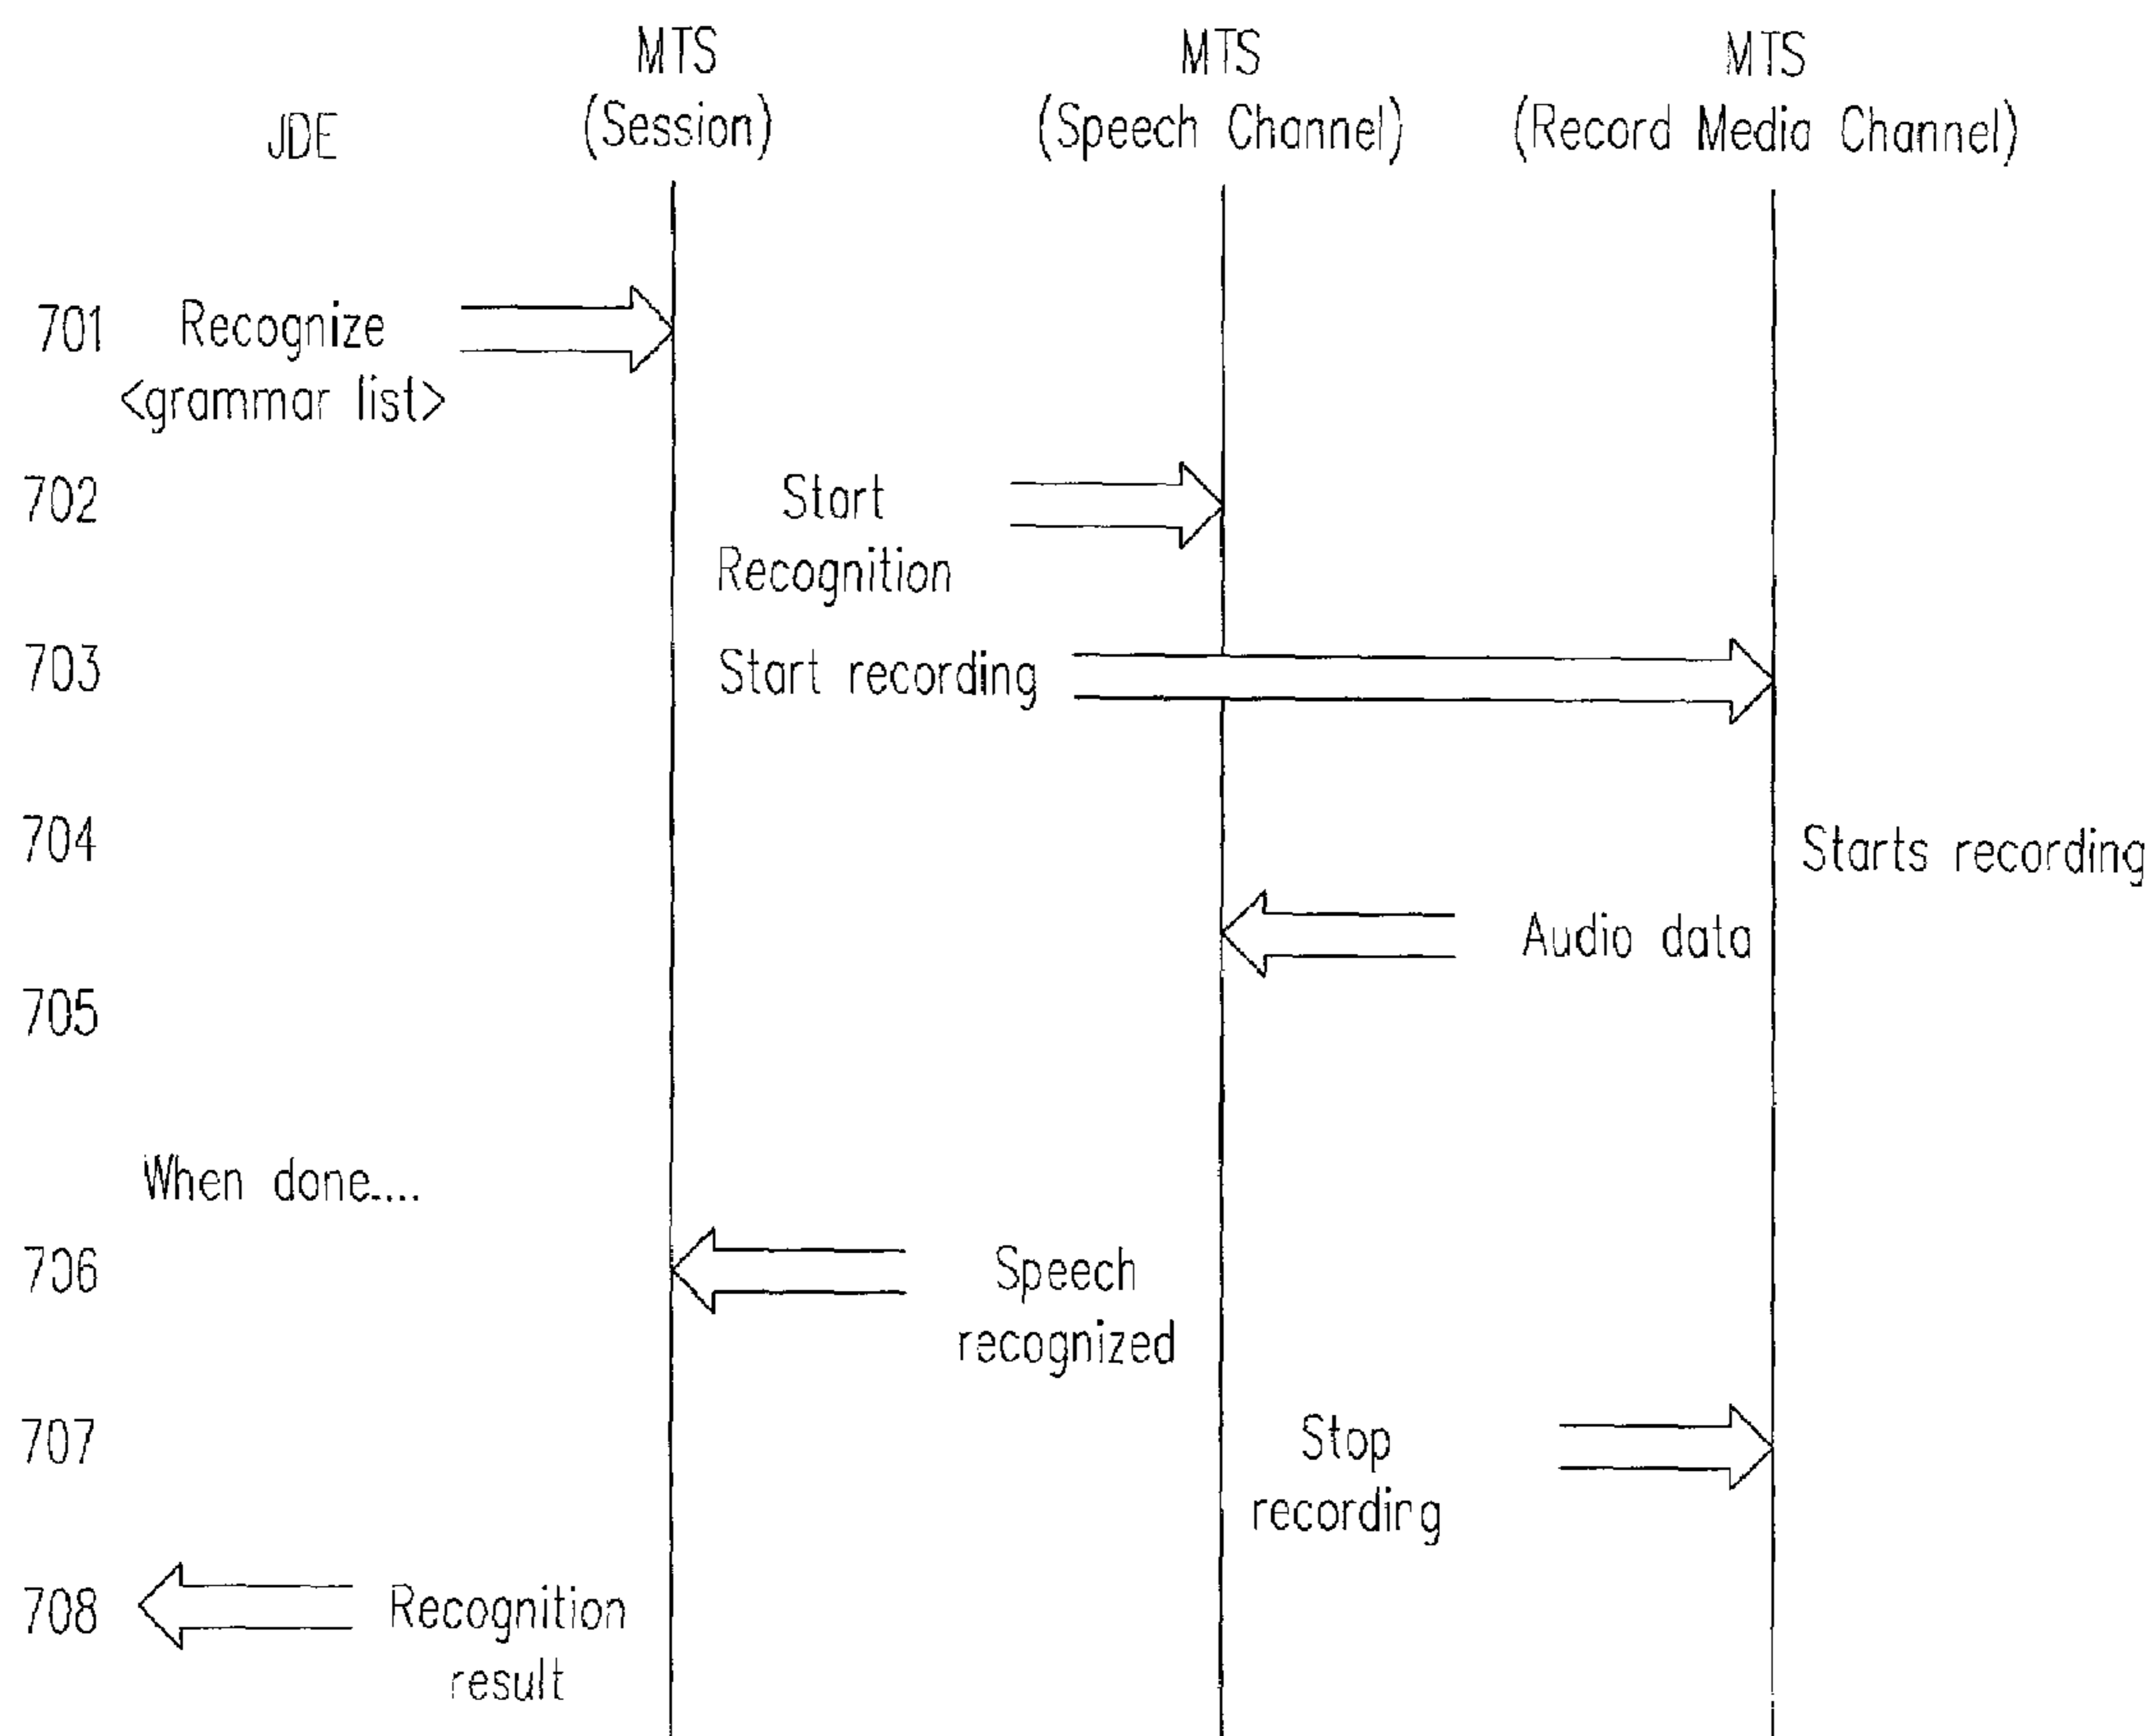 MTS
MTS
MTS
JDE
(Session)
(Speech Channel)
(Record Media Channel)
701 Recognize
<grammar list>
702 Start
Recognition
703 Start recording
704 Starts recording
Audio data
705
When done....
706 Speech
recognized
707 Stop
recording
708 Recognition
result